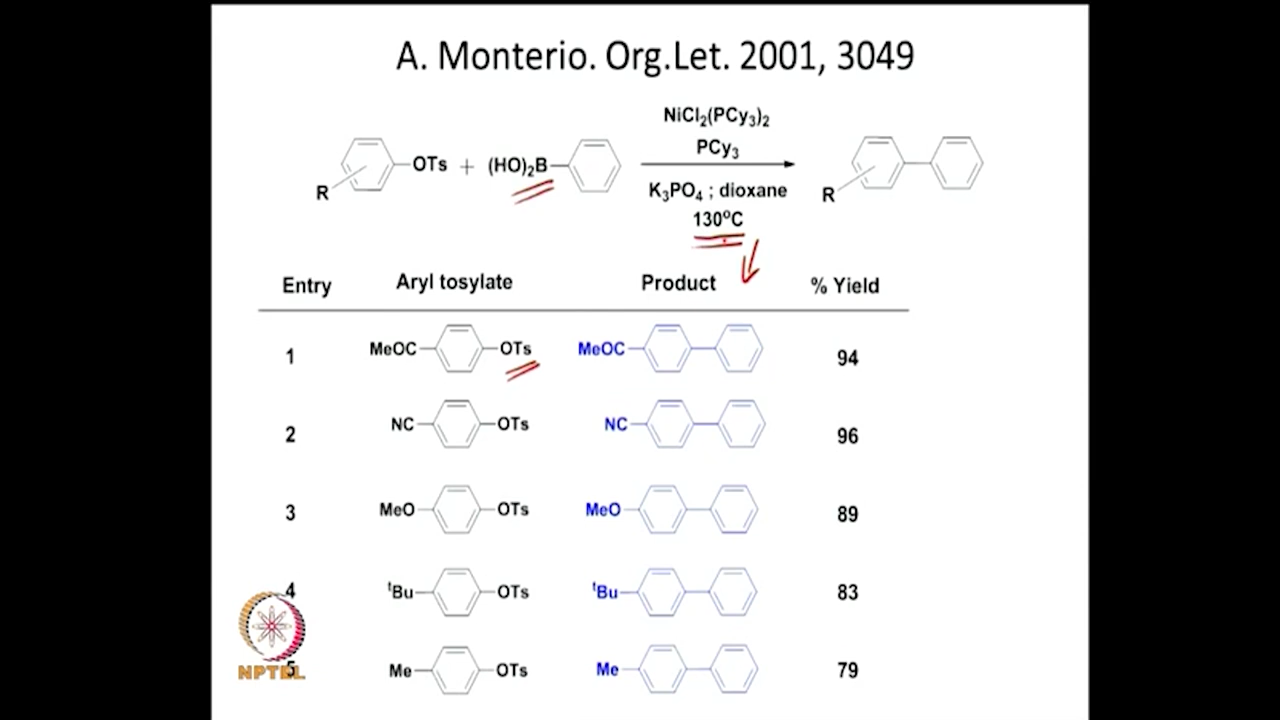 A. Monterio. Org.Let. 2001, 3049
NiCl₂(PCy₃)₂
PCy₃
R OTs + (HO)₂B R
K₃PO₄ ; dioxane
130⁰C
Entry Aryl tosylate Product % Yield
1 MeOC OTs MeOC 94
2 NC OTs NC 96
3 MeO OTs MeO 89
4 ᵗBu OTs ᵗBu 83
5 Me OTs Me 79
NPTEL